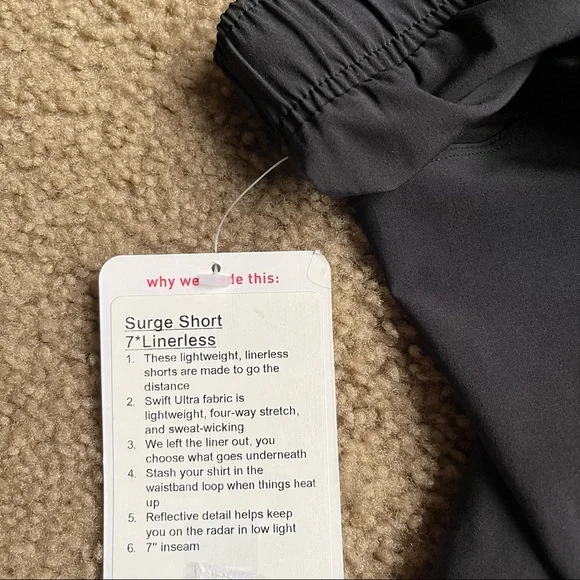 why we de this:
Surge Short
7*Linerless
1. These lightweight, linerless
shorts are made to go the
distance
2. Swift Ultra fabric is
lightweight, four-way stretch,
and sweat-wicking
3. We left the liner out, you
choose what goes underneath
4. Stash your shirt in the
waistband loop when things heat
up
5. Reflective detail helps keep
you on the radar in low light
6. 7" inseam